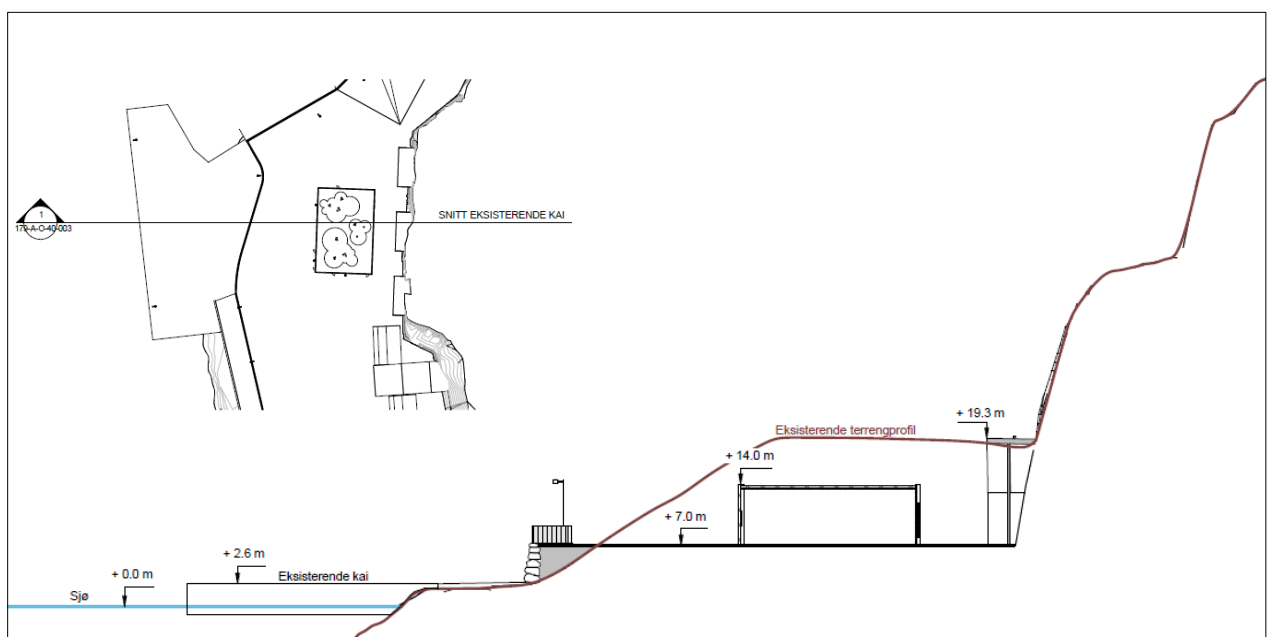 1
179-A-O-40-003
SNITT EKSISTERENDE KAI
+ 19.3 m
Eksisterende terrengprofil
+ 14.0 m
+ 7.0 m
+ 2.6 m
+ 0.0 m
Eksisterende kai
Sjø